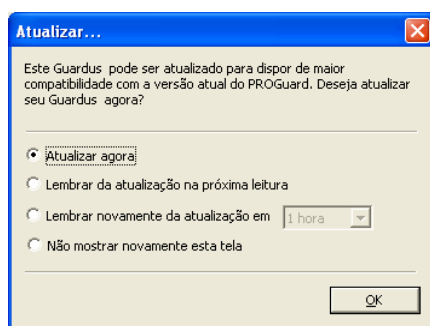 Atualizar...
Este Guardus pode ser atualizado para dispor de maior
compatibilidade com a versão atual do PROGuard. Deseja atualizar
seu Guardus agora?
Atualizar agora
Lembrar da atualização na próxima leitura
Lembrar novamente da atualização em 1 hora
Não mostrar novamente esta tela
OK